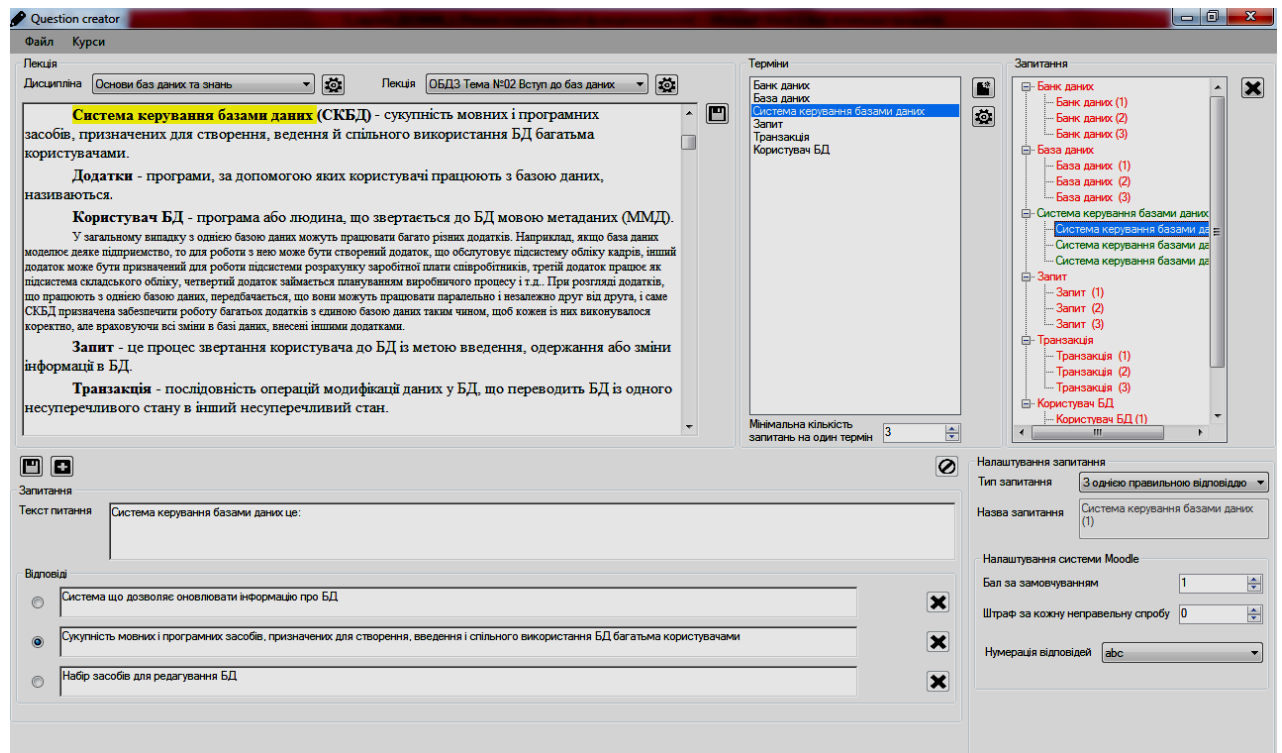 Question creator
Файл Курси
Лекція
Дисципліна Основи баз даних та знань Лекція ОБДЗ Тема №02 Вступ до баз даних
Система керування базами даних (СКБД) - сукупність мовних і програмних
засобів, призначених для створення, ведення й спільного використання БД багатьма
користувачами.
Додатки - програми, за допомогою яких користувачі працюють з базою даних,
називаються.
Користувач БД - програма або людина, що звертається до БД мовою метаданих (ММД).
У загальному випадку з однією базою даних можуть працювати багато різних додатків. Наприклад, якщо база даних
моделює деяке підприємство, то для роботи з нею може бути створений додаток, що обслуговує підсистему обліку кадрів, інший
додаток може бути призначений для роботи підсистеми розрахунку заробітної плати співробітників, третій додаток працює як
підсистема складського обліку, четвертий додаток займається плануванням виробничого процесу і т.д.. При розгляді додатків,
що працюють з однією базою даних, передбачається, що вони можуть працювати паралельно і незалежно друг від друга, і саме
СКБД призначена забезпечити роботу багатьох додатків з єдиною базою даних таким чином, щоб кожен із них виконувалося
коректно, але враховуючи всі зміни в базі даних, внесені іншими додатками.
Запит - це процес звертання користувача до БД із метою введення, одержання або зміни
інформації в БД.
Транзакція - послідовність операцій модифікації даних у БД, що переводить БД із одного
несуперечливого стану в інший несуперечливий стан.
Терміни
Банк даних
База даних
Система керування базами даних
Запит
Транзакція
Користувач БД
Мінімальна кількість
запитань на один термін 3
Запитання
Банк даних
Банк даних (1)
Банк даних (2)
Банк даних (3)
База даних
База даних (1)
База даних (2)
База даних (3)
Система керування базами даних
Система керування базами да
Система керування базами да
Система керування базами да
Запит
Запит (1)
Запит (2)
Запит (3)
Транзакція
Транзакція (1)
Транзакція (2)
Транзакція (3)
Користувач БД
Користувач БД (1)
Запитання
Текст питання Система керування базами даних це:
Відповіді
Система що дозволяє оновлювати інформацію про БД
Сукупність мовних і програмних засобів, призначених для створення, введення і спільного використання БД багатьма користувачами
Набір засобів для редагування БД
Налаштування запитання
Тип запитання З однією правильною відповіддю
Назва запитання Система керування базами даних
(1)
Налаштування системи Moodle
Бал за замовчуванням 1
Штраф за кожну неправельну спробу 0
Нумерація відповідей abc